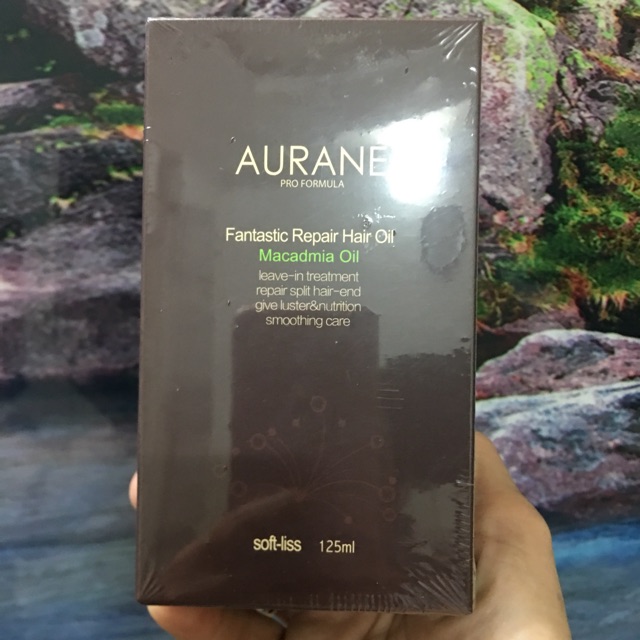 AURANE
PRO FORMULA
Fantastic Repair Hair Oil
Macadmia Oil
leave-in treatment
repair split hair-end
give luster&nutrition
smoothing care
soft-liss 125ml